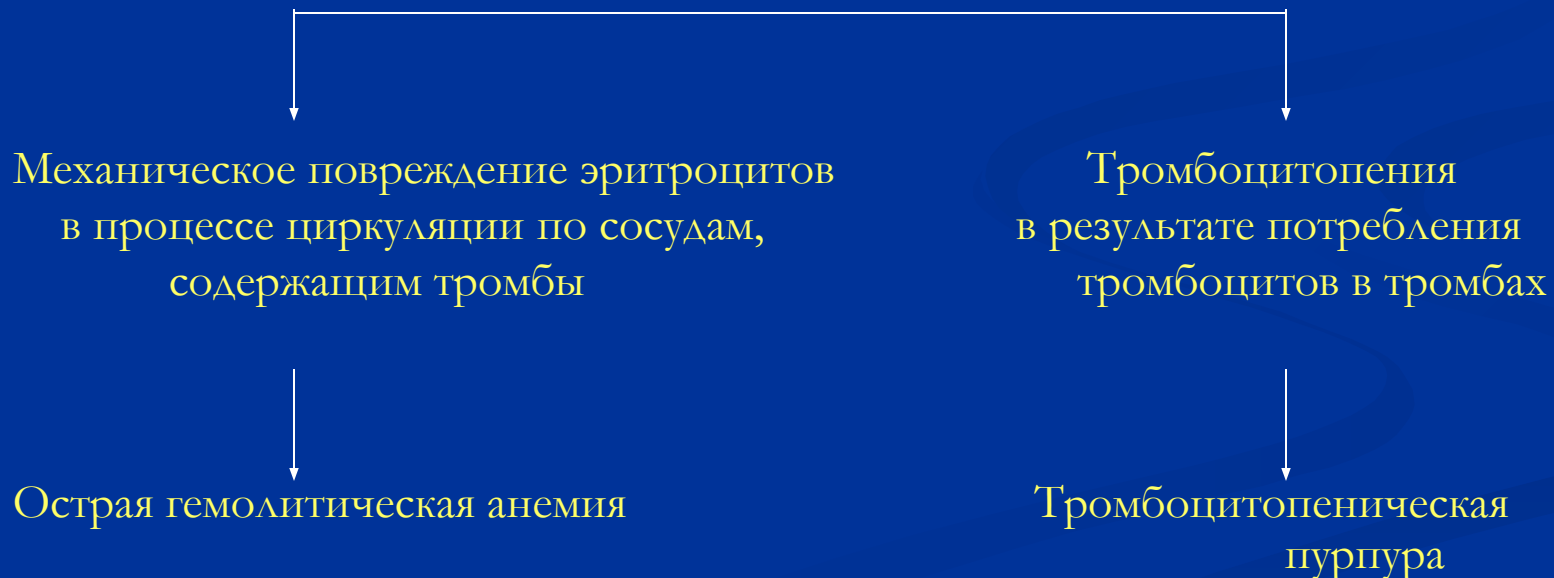 Механическое повреждение эритроцитов
в процессе циркуляции по сосудам,
содержащим тромбы
Тромбоцитопения
в результате потребления
тромбоцитов в тромбах
Острая гемолитическая анемия
Тромбоцитопеническая
пурпура